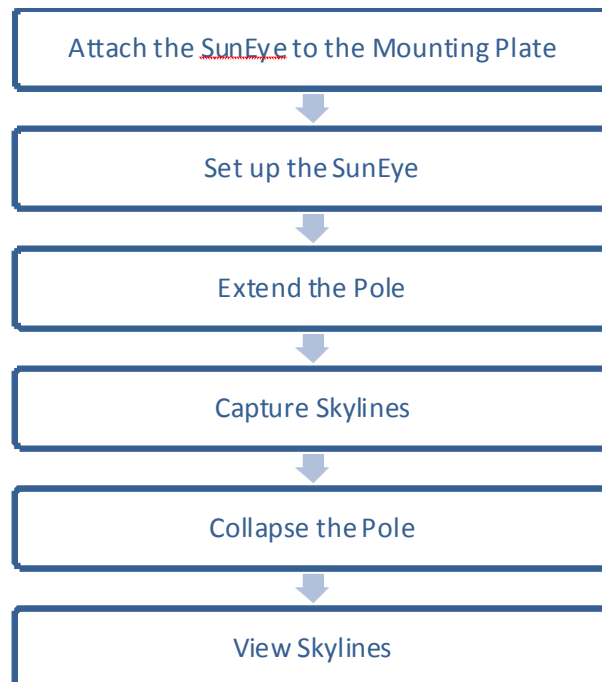 Attach the SunEye to the Mounting Plate
Set up the SunEye
Extend the Pole
Capture Skylines
Collapse the Pole
View Skylines